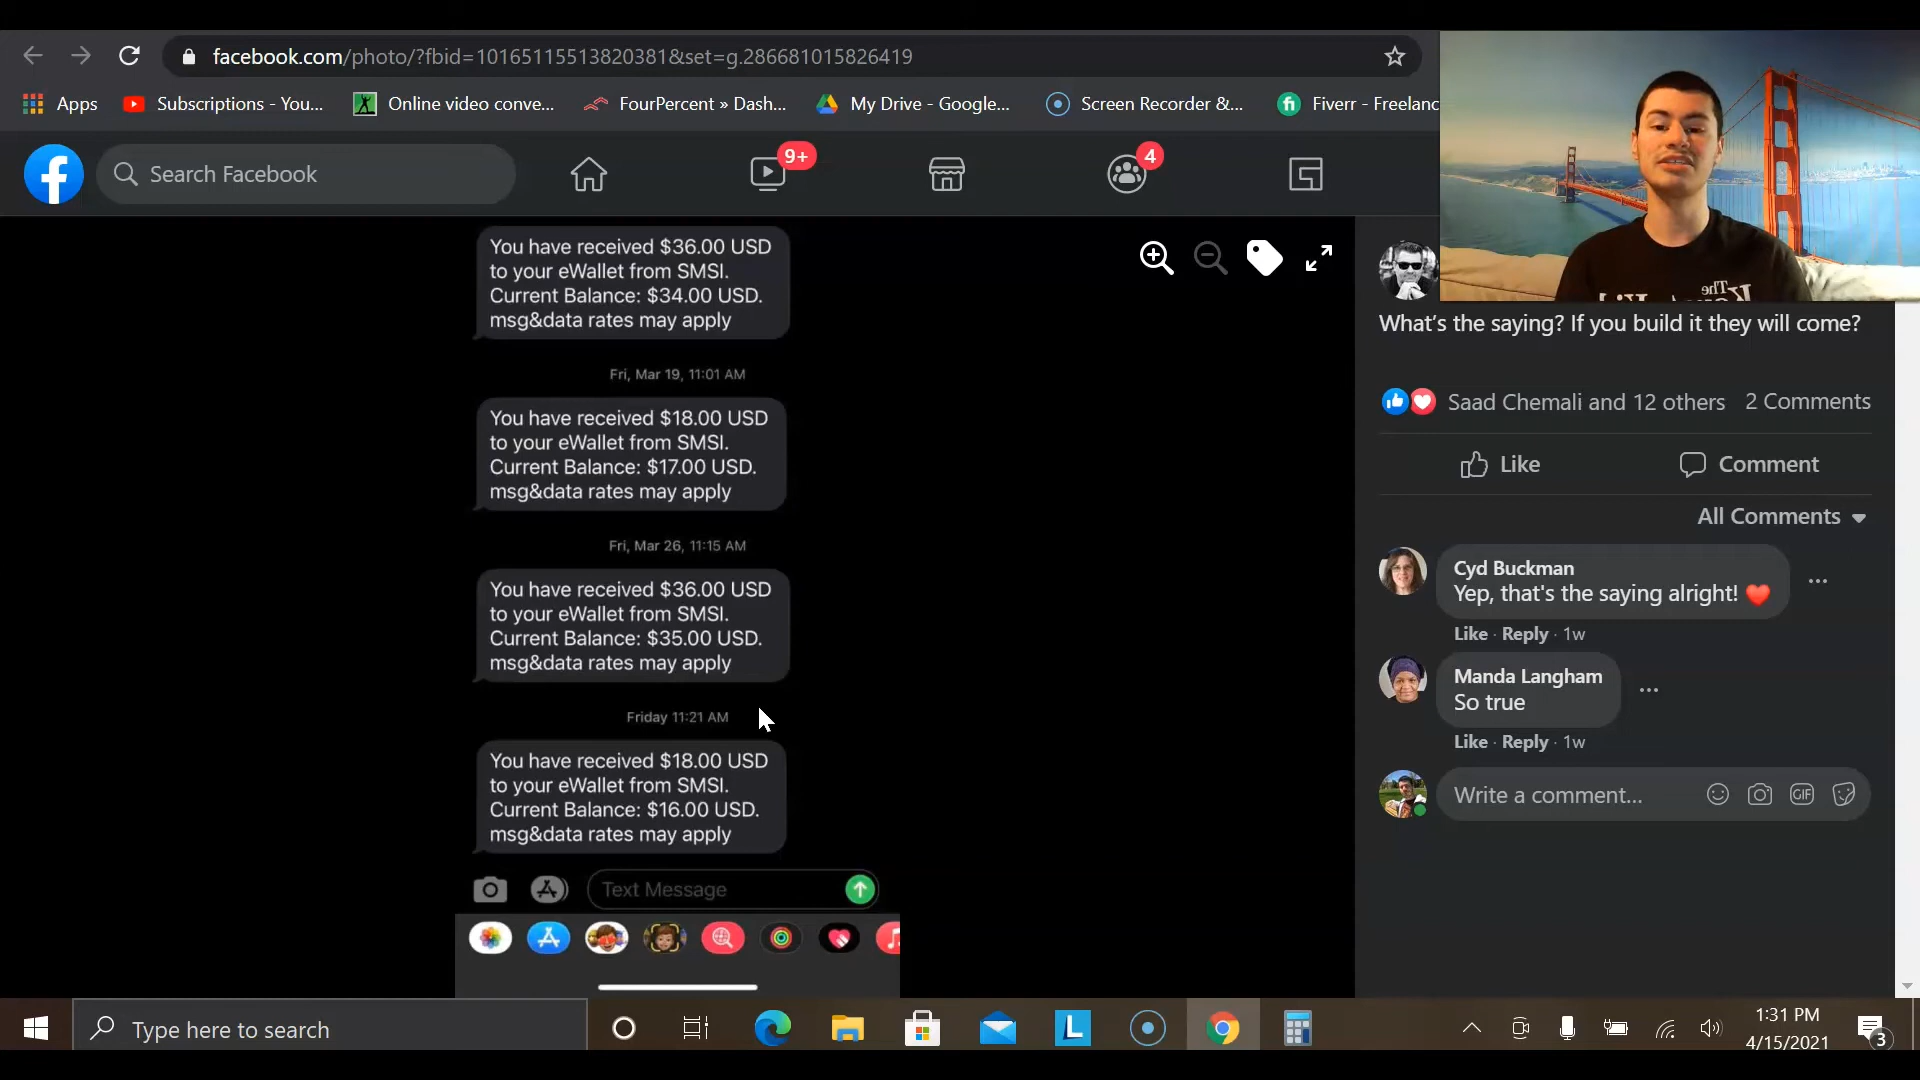 facebook.com/photo/?fbid=10165115513820381&set=g.286681015826419
Apps
Subscriptions - You...
Online video conve...
FourPercent » Dash...
My Drive - Google...
Screen Recorder &...
Fiverr - Freelanc
Search Facebook
9+
4
You have received $36.00 USD
to your eWallet from SMSI.
Current Balance: $34.00 USD.
msg&data rates may apply
Fri, Mar 19, 11:01 AM
You have received $18.00 USD
to your eWallet from SMSI.
Current Balance: $17.00 USD.
msg&data rates may apply
Fri, Mar 26, 11:15 AM
You have received $36.00 USD
to your eWallet from SMSI.
Current Balance: $35.00 USD.
msg&data rates may apply
Friday 11:21 AM
You have received $18.00 USD
to your eWallet from SMSI.
Current Balance: $16.00 USD.
msg&data rates may apply
Text Message
The
What's the saying? If you build it they will come?
Saad Chemali and 12 others 2 Comments
Like Comment
All Comments
Cyd Buckman
Yep, that's the saying alright!
Like · Reply · 1w
Manda Langham
So true
Like · Reply · 1w
Write a comment...
GIF
Type here to search
L
1:31 PM
4/15/2021
3